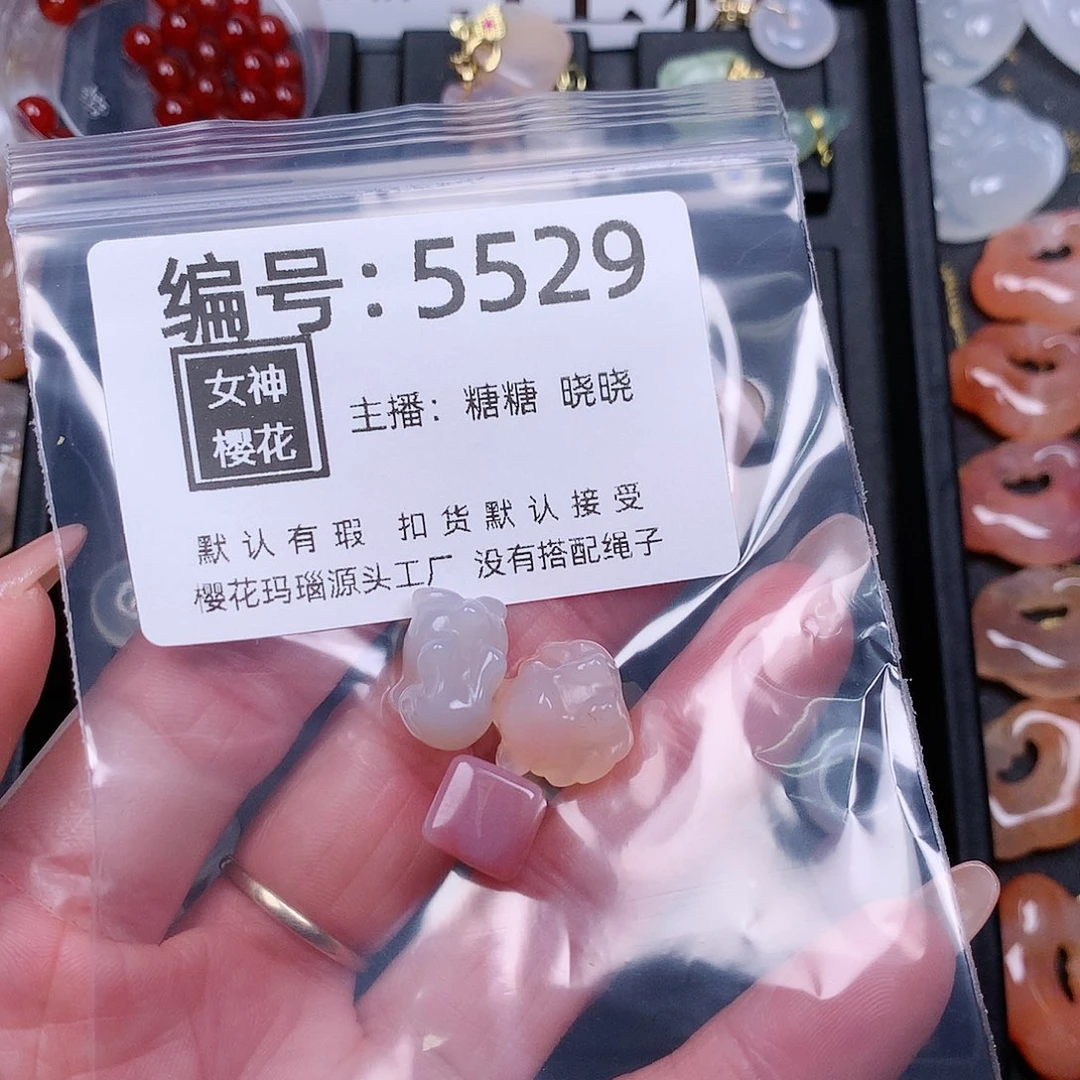 编号：5529
女神
樱花
主播：糖糖 晓晓
默认有瑕 扣货默认接受
樱花玛瑙源头工厂 没有搭配绳子